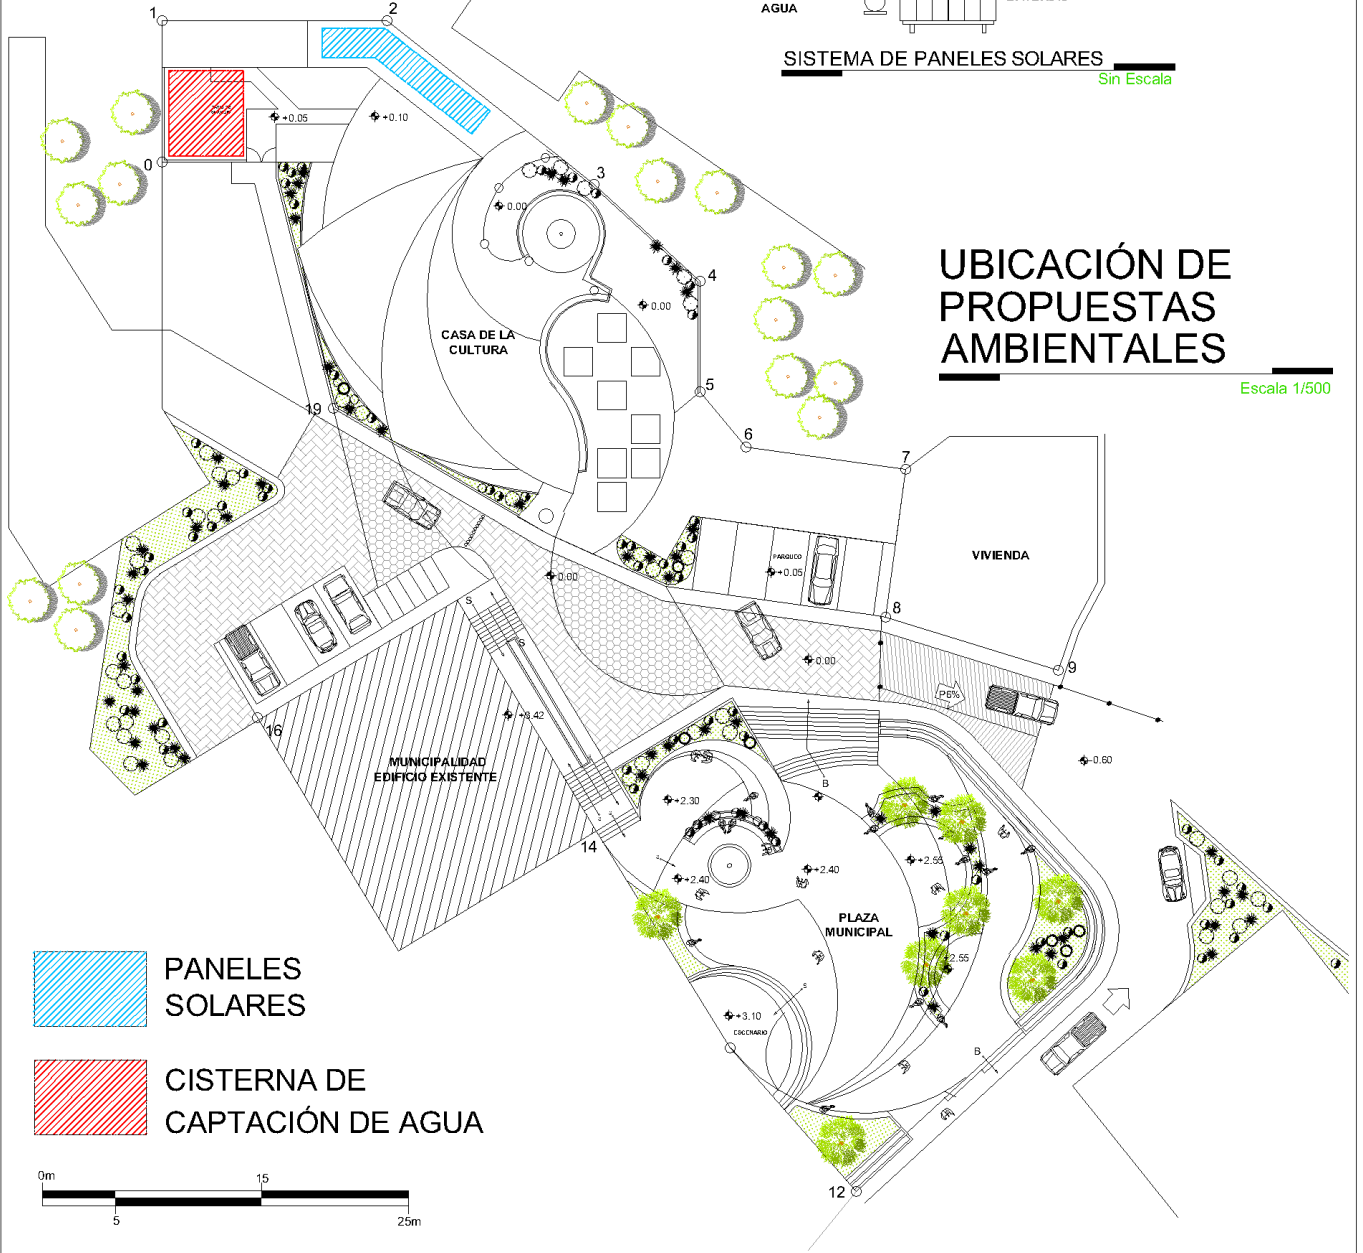 AGUA
SISTEMA DE PANELES SOLARES
Sin Escala
1
2
+0.05
+0.10
0
3
0.00
4
0.00
UBICACIÓN DE
PROPUESTAS
AMBIENTALES
Escala 1/500
CASA DE LA
CULTURA
5
19
6
7
PARQUEO
+0.05
VIVIENDA
0.00
S
S
8
0.00
9
P6%
16
+3.42
-0.60
MUNICIPALIDAD
EDIFICIO EXISTENTE
B
+2.30
14
+2.40
+2.40
+2.55
PLAZA
MUNICIPAL
+2.55
S
+3.10
ESCENARIO
B
12
PANELES
SOLARES
CISTERNA DE
CAPTACIÓN DE AGUA
0m
15
5
25m